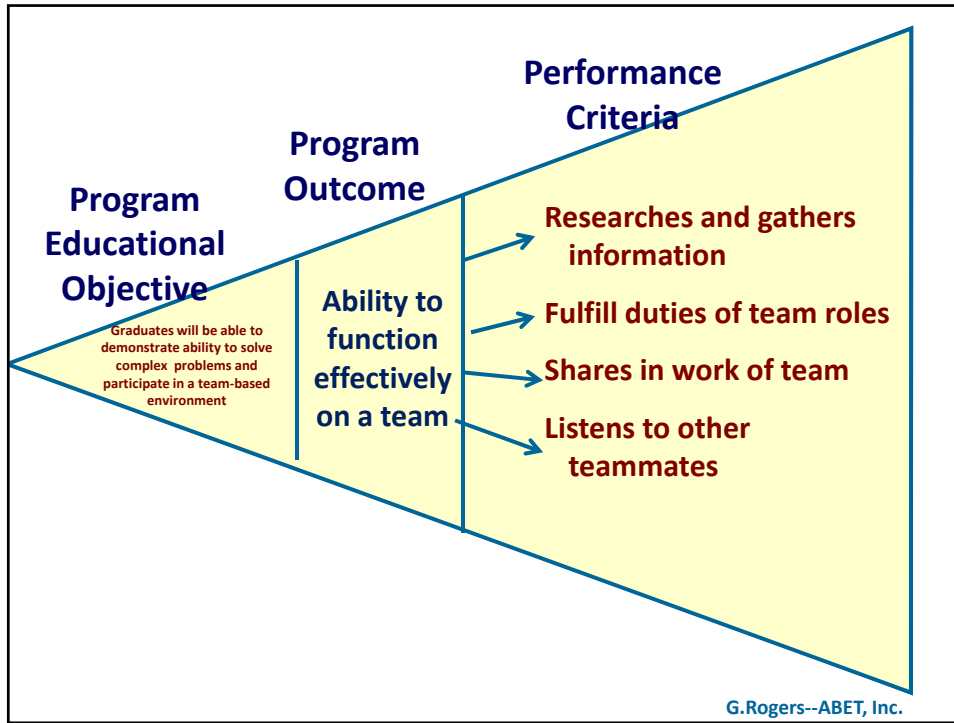 Program
Educational
Objective
Graduates will be able to
demonstrate ability to solve
complex problems and
participate in a team-based
environment
Program
Outcome
Ability to
function
effectively
on a team
Performance
Criteria
Researches and gathers
information
Fulfill duties of team roles
Shares in work of team
Listens to other
teammates
G.Rogers--ABET, Inc.